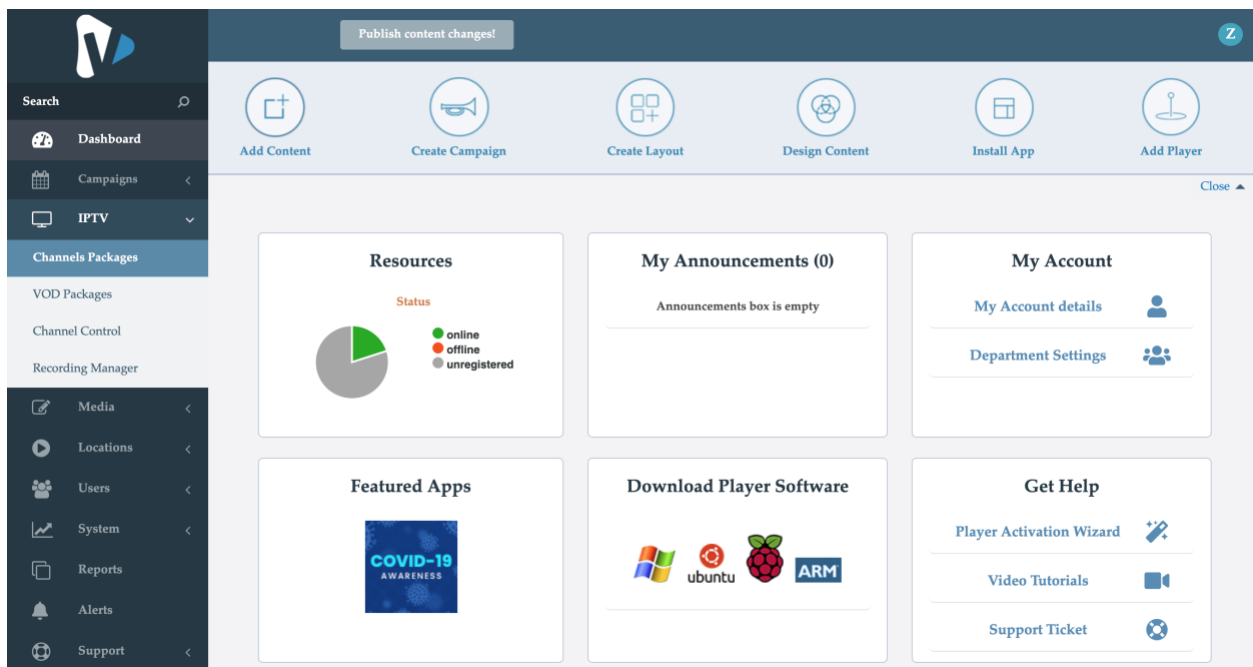 Publish content changes!
Z
Search
Dashboard
Campaigns
IPTV
Channels Packages
VOD Packages
Channel Control
Recording Manager
Media
Locations
Users
System
Reports
Alerts
Support
Add Content
Create Campaign
Create Layout
Design Content
Install App
Add Player
Close
Resources
Status
online
offline
unregistered
My Announcements (0)
Announcements box is empty
My Account
My Account details
Department Settings
Featured Apps
COVID-19
AWARENESS
Download Player Software
ubuntu
ARM
Get Help
Player Activation Wizard
Video Tutorials
Support Ticket